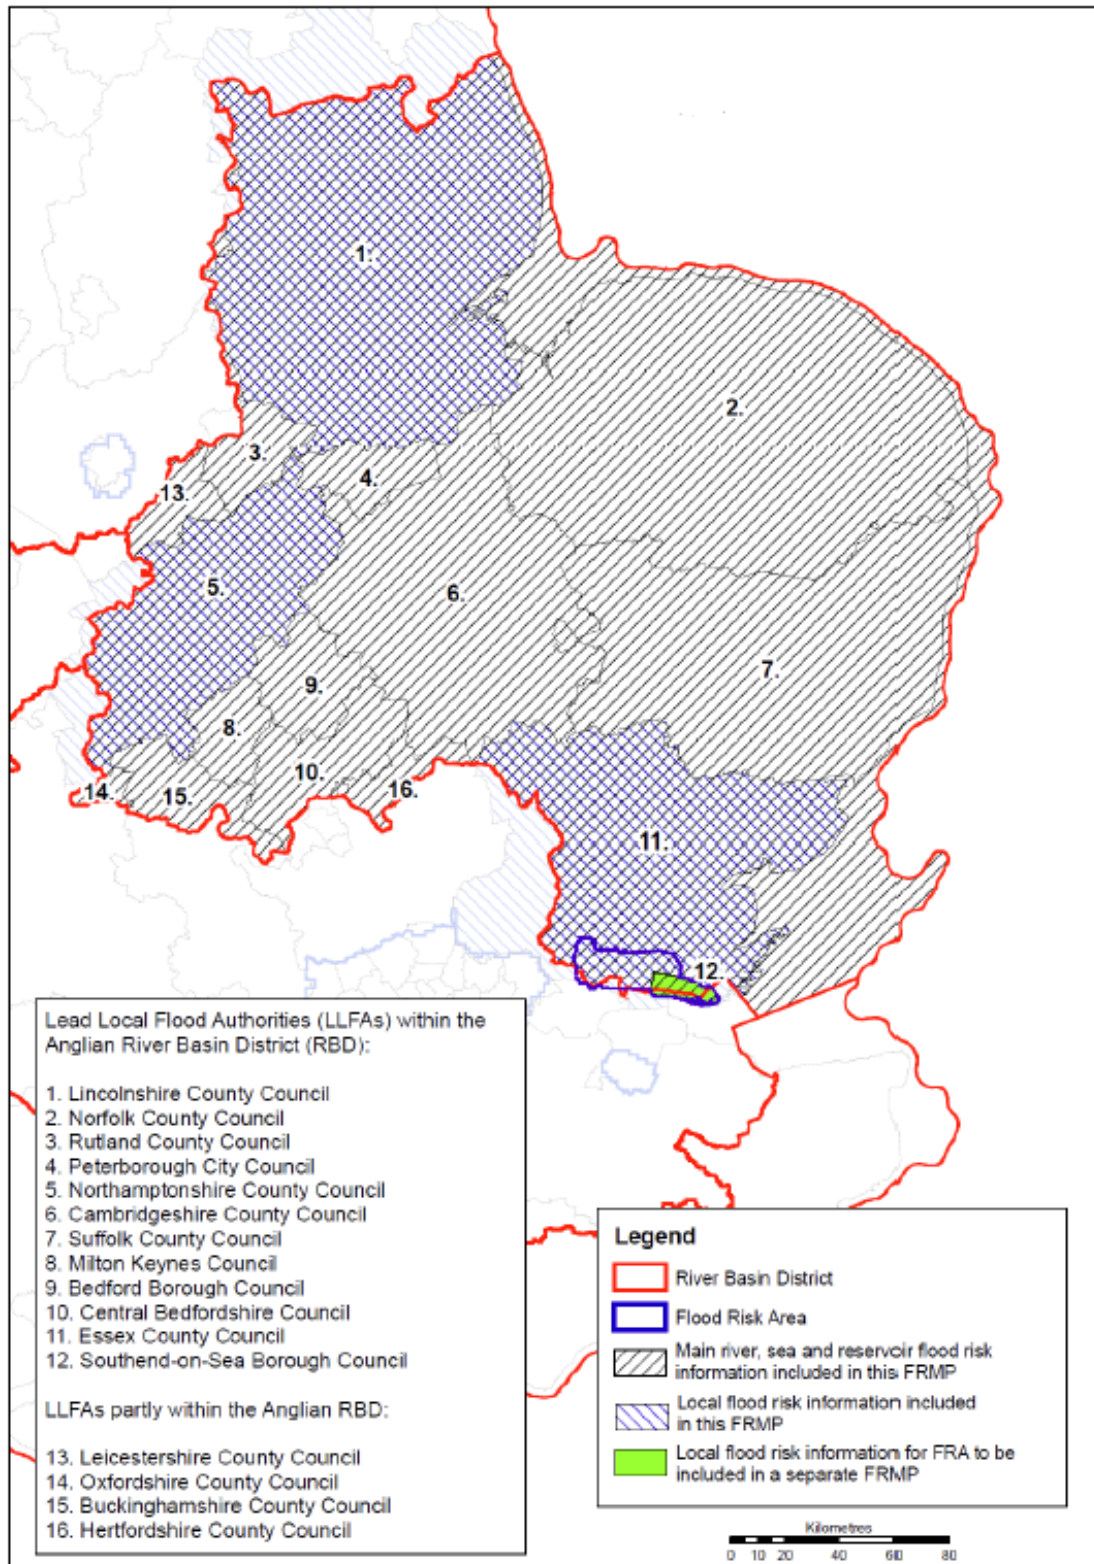 1.
2.
3.
4.
13.
5.
6.
7.
9.
8.
10.
14.
15.
16.
11.
12.
Lead Local Flood Authorities (LLFAs) within the
Anglian River Basin District (RBD):
1. Lincolnshire County Council
2. Norfolk County Council
3. Rutland County Council
4. Peterborough City Council
5. Northamptonshire County Council
6. Cambridgeshire County Council
7. Suffolk County Council
8. Milton Keynes Council
9. Bedford Borough Council
10. Central Bedfordshire Council
11. Essex County Council
12. Southend-on-Sea Borough Council
LLFAs partly within the Anglian RBD:
13. Leicestershire County Council
14. Oxfordshire County Council
15. Buckinghamshire County Council
16. Hertfordshire County Council
Legend
River Basin District
Flood Risk Area
Main river, sea and reservoir flood risk
information included in this FRMP
Local flood risk information included
in this FRMP
Local flood risk information for FRA to be
included in a separate FRMP
Kilometres
0 10 20 40 60 80